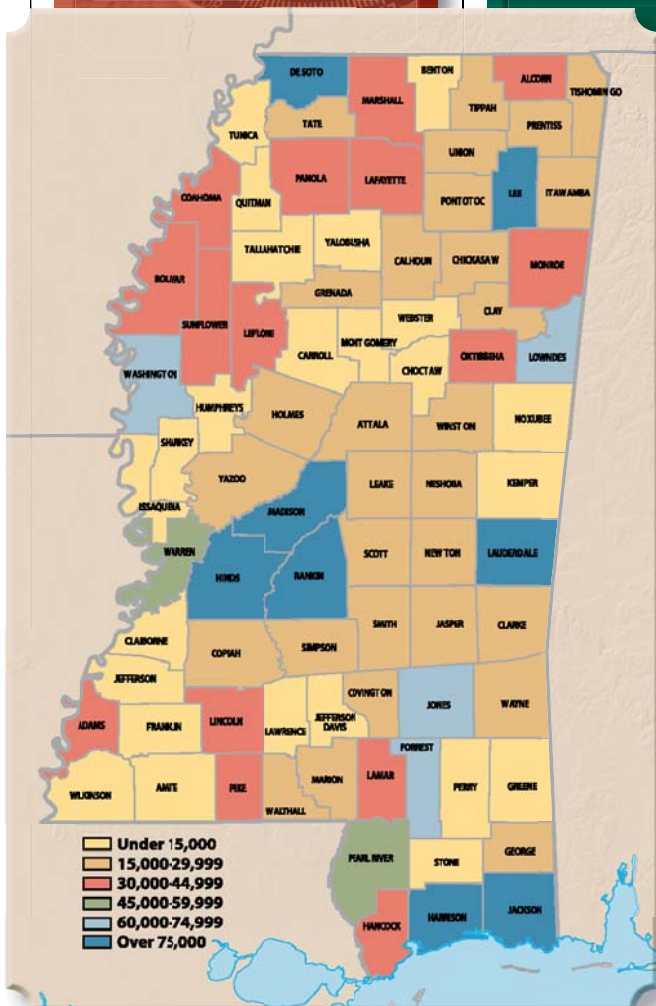 DE SOTO
BENTON
ALCORN
MARSHALL
TIPPAH
TISHOMINGO
TATE
PRENTISS
TUNICA
UNION
PANOLA
LAFAYETTE
LEE
ITAWAMBA
COAHOMA
QUITMAN
PONTOTOC
TALLAHATCHIE
YALOBUSHA
CALHOUN
CHICKASAW
MONROE
BOLIVAR
GRENADA
CLAY
SUNFLOWER
LEFLORE
WEBSTER
CARROLL
MONTGOMERY
OKTIBBEHA
LOWNDES
WASHINGTON
CHOCTAW
HUMPHREYS
HOLMES
ATTALA
WINSTON
NOXUBEE
SHARKEY
YAZOO
LEAKE
NESHOBA
KEMPER
ISSAQUENA
MADISON
WARREN
HINDS
RANKIN
SCOTT
NEWTON
LAUDERDALE
CLAIBORNE
COPIAH
SIMPSON
SMITH
JASPER
CLARKE
JEFFERSON
COVINGTON
JONES
WAYNE
ADAMS
FRANKLIN
LINCOLN
LAWRENCE
JEFFERSON
DAVIS
FORREST
WILKINSON
AMITE
PIKE
MARION
LAMAR
PERRY
GREENE
WALTHALL
PEARL RIVER
STONE
GEORGE
HANCOCK
HARRISON
JACKSON
Under 15,000
15,000-29,999
30,000-44,999
45,000-59,999
60,000-74,999
Over 75,000